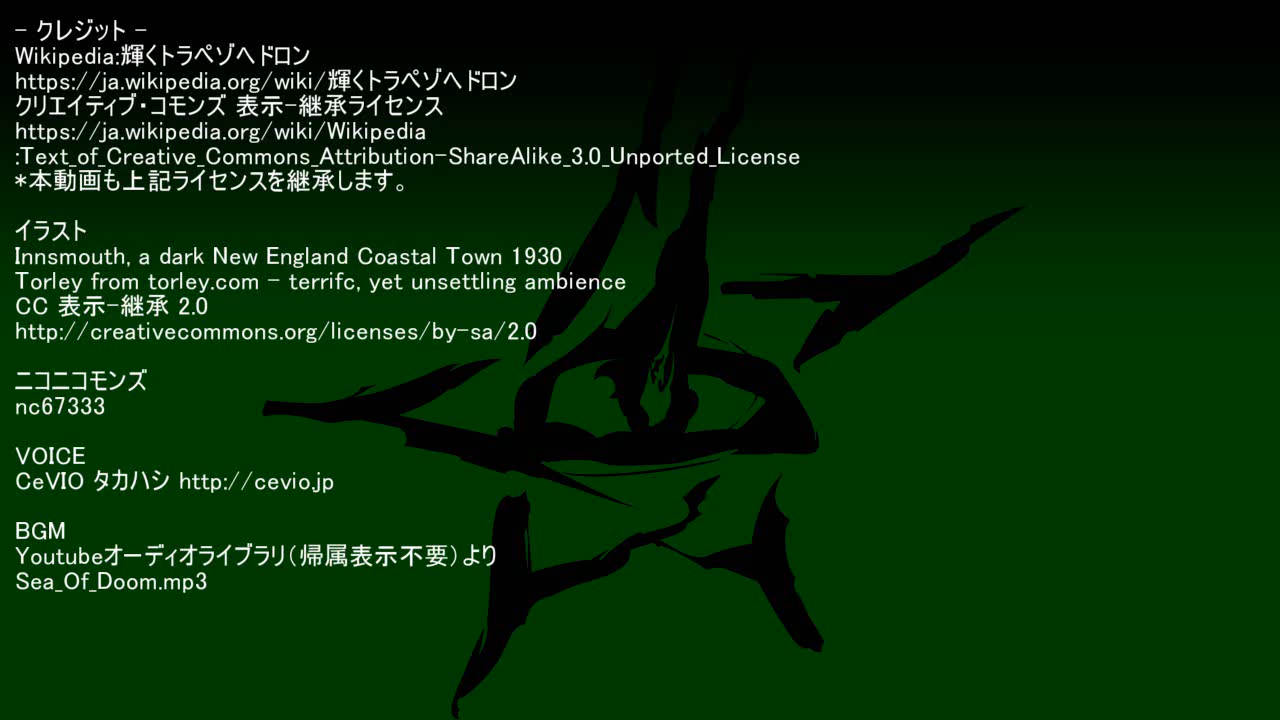 - クレジット -
Wikipedia:輝くトラペゾヘドロン
https://ja.wikipedia.org/wiki/輝くトラペゾヘドロン
クリエイティブ・コモンズ 表示-継承ライセンス
https://ja.wikipedia.org/wiki/Wikipedia
:Text_of_Creative_Commons_Attribution-ShareAlike_3.0_Unported_License
*本動画も上記ライセンスを継承します。
イラスト
Innsmouth, a dark New England Coastal Town 1930
Torley from torley.com - terrifc, yet unsettling ambience
CC 表示-継承 2.0
http://creativecommons.org/licenses/by-sa/2.0
ニコニコモンズ
nc67333
VOICE
CeVIO タカハシ http://cevio.jp
BGM
Youtubeオーディオライブラリ(帰属表示不要)より
Sea_Of_Doom.mp3